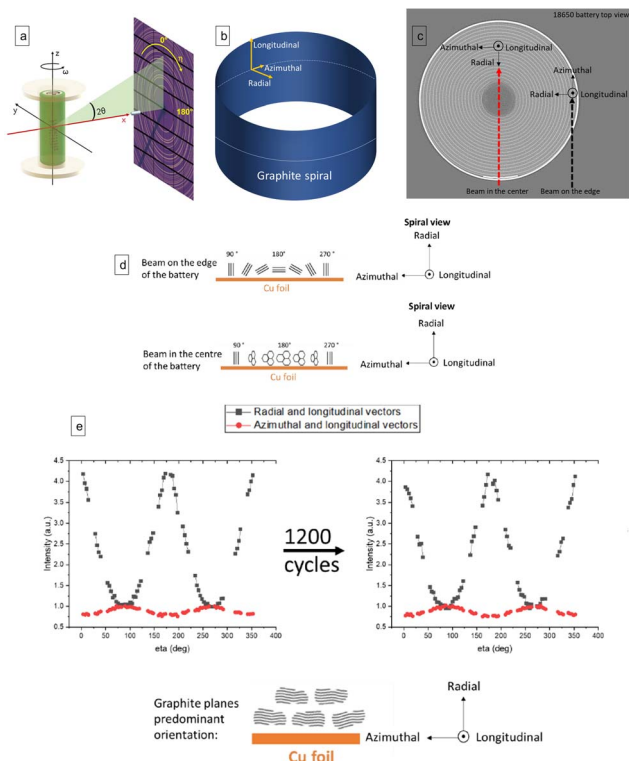 a
z
ω
y
x
2θ
0°
η
180°
b
Longitudinal
Azimuthal
Radial
Graphite spiral
c
18650 battery top view
Azimuthal
Longitudinal
Radial
Azimuthal
Radial
Longitudinal
Beam in the center
Beam on the edge
d
Beam on the edge
of the battery
90 °
180°
270 °
Cu foil
Spiral view
Radial
Azimuthal
Longitudinal
Beam in the centre
of the battery
90 °
180°
270 °
Cu foil
Spiral view
Radial
Azimuthal
Longitudinal
e
Radial and longitudinal vectors
Azimuthal and longitudinal vectors
Intensity (a.u.)
4.5
4.0
3.5
3.0
2.5
2.0
1.5
1.0
0.5
0 50 100 150 200 250 300 350 400
eta (deg)
1200
cycles
Intensity (a.u.)
4.5
4.0
3.5
3.0
2.5
2.0
1.5
1.0
0.5
0 50 100 150 200 250 300 350 400
eta (deg)
Graphite planes
predominant
orientation:
Cu foil
Radial
Azimuthal
Longitudinal